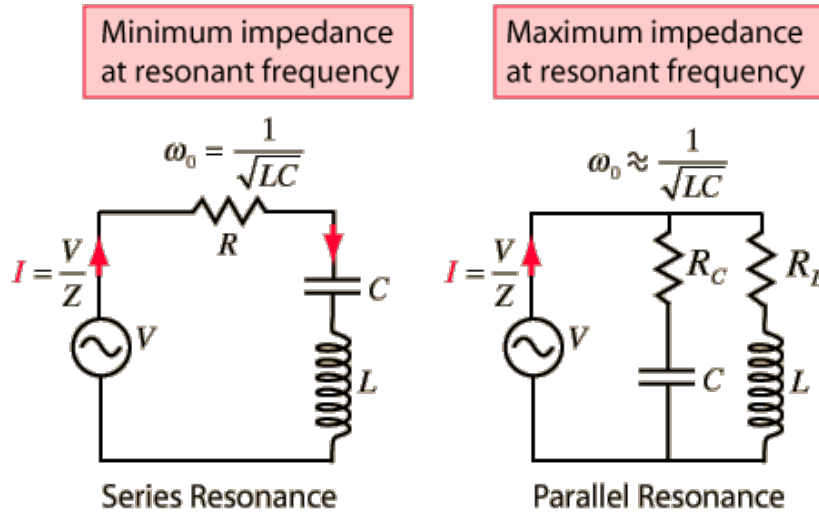 Minimum impedance
at resonant frequency
Maximum impedance
at resonant frequency
ω₀ = 1/√LC
R
I = V/Z
V
C
L
Series Resonance
ω₀ ≈ 1/√LC
I = V/Z
V
R_C
C
R_L
L
Parallel Resonance